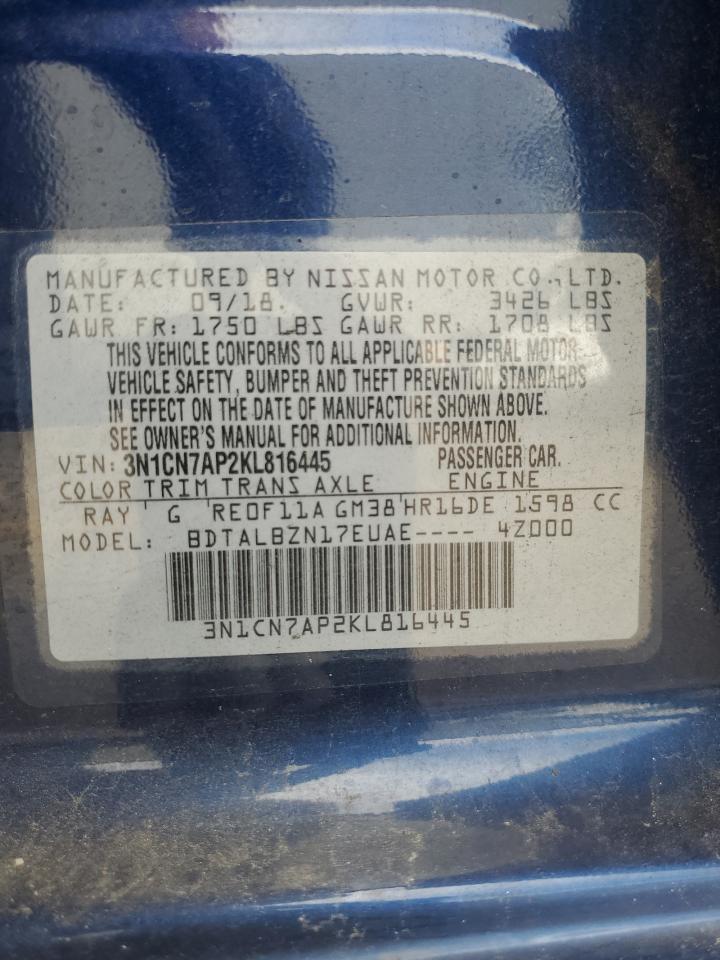 MANUFACTURED BY NISSAN MOTOR CO., LTD.
DATE: 09/18. GVWR: 3426 LBS
GAWR FR: 1750 LBS GAWR RR: 1708 LBS
THIS VEHICLE CONFORMS TO ALL APPLICABLE FEDERAL MOTOR
VEHICLE SAFETY, BUMPER AND THEFT PREVENTION STANDARDS
IN EFFECT ON THE DATE OF MANUFACTURE SHOWN ABOVE.
SEE OWNER'S MANUAL FOR ADDITIONAL INFORMATION.
VIN: 3N1CN7AP2KL816445 PASSENGER CAR.
COLOR TRIM TRANS AXLE ENGINE
RAY G RE0F11A GM38 HR16DE 1598 CC
MODEL: BDTALBZN17EUAE---- 4Z000
3N1CN7AP2KL816445